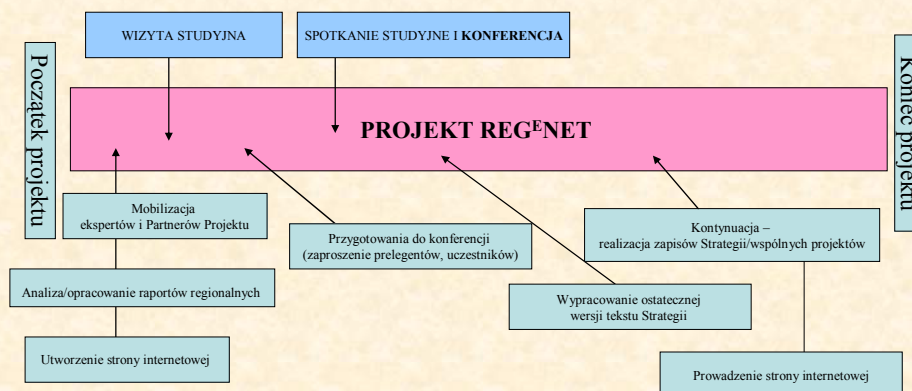 WIZYTA STUDYJNA
SPOTKANIE STUDYJNE I KONFERENCJA
Początek projektu
Koniec projektu
PROJEKT REGᴱNET
Mobilizacja
ekspertów i Partnerów Projektu
Przygotowania do konferencji
(zaproszenie prelegentów, uczestników)
Kontynuacja –
realizacja zapisów Strategii/wspólnych projektów
Analiza/opracowanie raportów regionalnych
Wypracowanie ostatecznej
wersji tekstu Strategii
Utworzenie strony internetowej
Prowadzenie strony internetowej